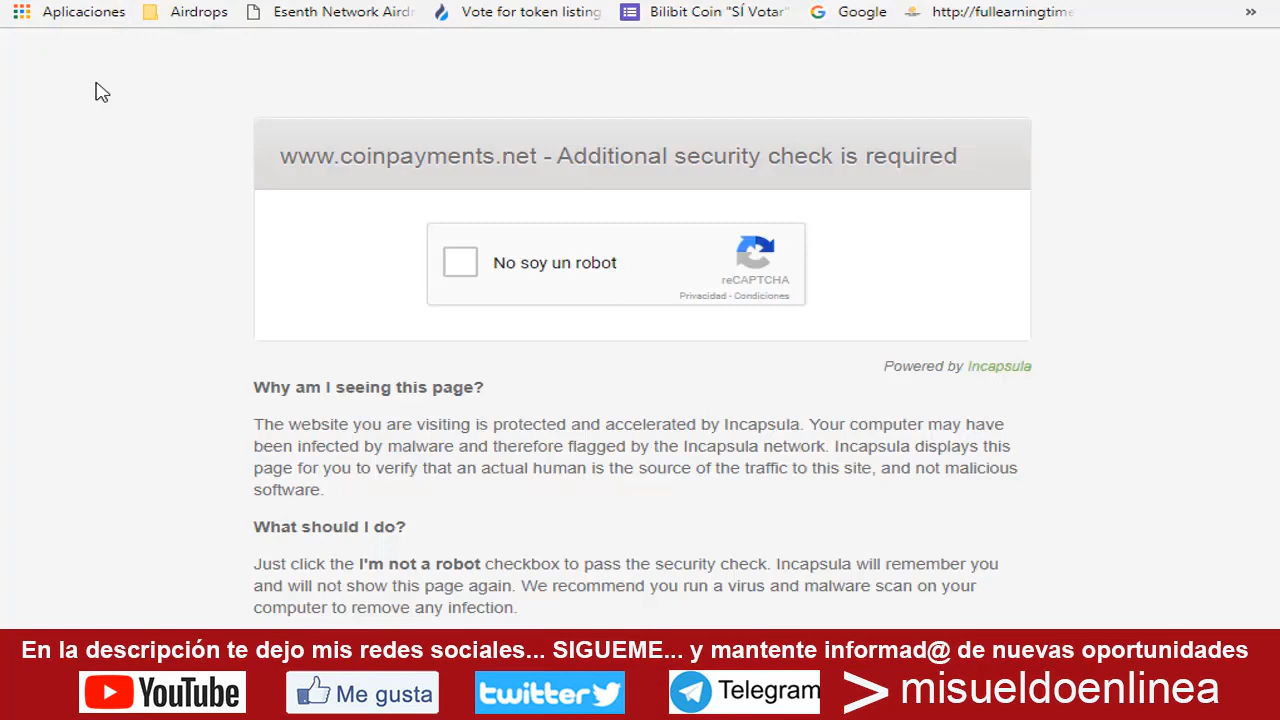 Aplicaciones Airdrops Esenth Network Aird Vote for token listing Bilibit Coin "SÍ Votar" Google http://fullearningtime »
www.coinpayments.net - Additional security check is required
No soy un robot
reCAPTCHA
Privacidad - Condiciones
Powered by Incapsula
Why am I seeing this page?
The website you are visiting is protected and accelerated by Incapsula. Your computer may have
been infected by malware and therefore flagged by the Incapsula network. Incapsula displays this
page for you to verify that an actual human is the source of the traffic to this site, and not malicious
software.
What should I do?
Just click the I'm not a robot checkbox to pass the security check. Incapsula will remember you
and will not show this page again. We recommend you run a virus and malware scan on your
computer to remove any infection.
En la descripción te dejo mis redes sociales... SIGUEME... y mantente informad@ de nuevas oportunidades
YouTube Me gusta twitter Telegram > misueldoenlinea